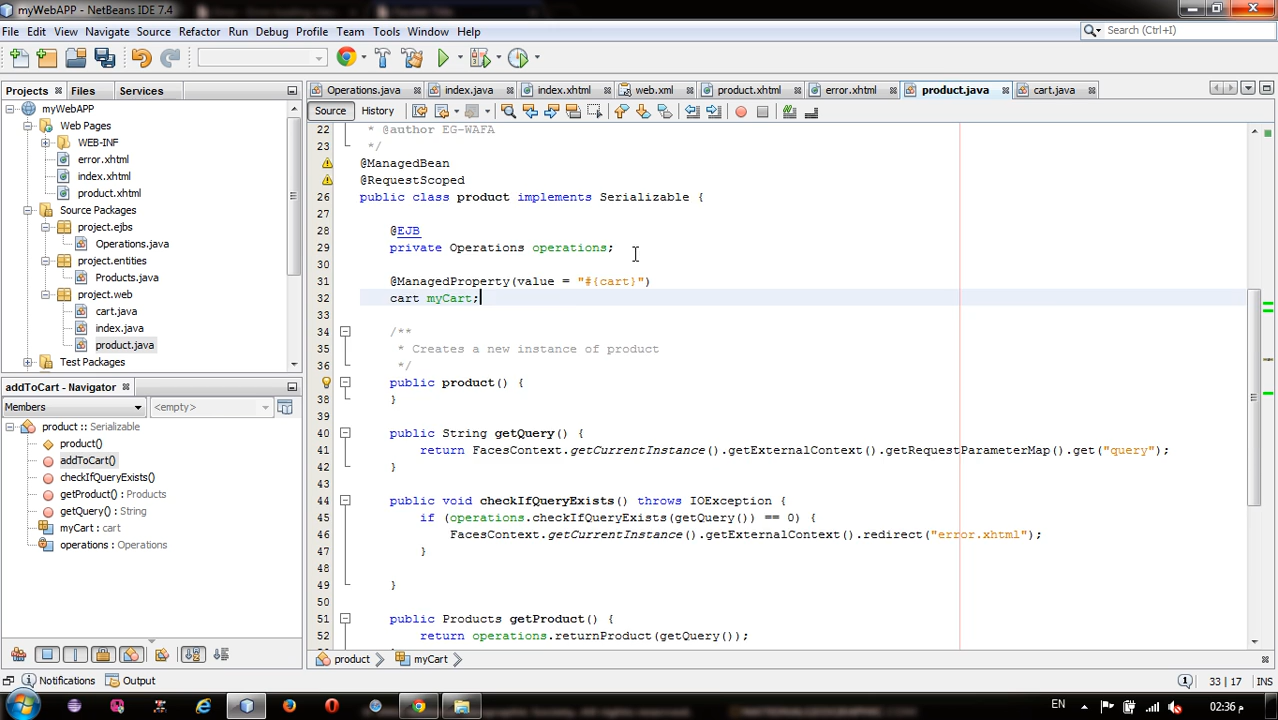 myWebAPP - NetBeans IDE 7.4
File Edit View Navigate Source Refactor Run Debug Profile Team Tools Window Help
Search (Ctrl+I)
Projects Files Services
Operations.java index.java index.xhtml web.xml product.xhtml error.xhtml product.java cart.java
Source History
myWebAPP
Web Pages
WEB-INF
error.xhtml
index.xhtml
product.xhtml
Source Packages
project.ejbs
Operations.java
project.entities
Products.java
project.web
cart.java
index.java
product.java
Test Packages
addToCart - Navigator
Members <empty>
product :: Serializable
product()
addToCart()
checkIfQueryExists()
getProduct() : Products
getQuery() : String
myCart : cart
operations : Operations
22 * @author EG-WAFA
23 */
@ManagedBean
@RequestScoped
26 public class product implements Serializable {
27
28 @EJB
29 private Operations operations;
30
31 @ManagedProperty(value = "#{cart}")
32 cart myCart;
33
34 /**
35 * Creates a new instance of product
36 */
public product() {
38 }
39
40 public String getQuery() {
41 return FacesContext.getCurrentInstance().getExternalContext().getRequestParameterMap().get("query");
42 }
43
44 public void checkIfQueryExists() throws IOException {
45 if (operations.checkIfQueryExists(getQuery()) == 0) {
46 FacesContext.getCurrentInstance().getExternalContext().redirect("error.xhtml");
47 }
48
49 }
50
51 public Products getProduct() {
52 return operations.returnProduct(getQuery());
product myCart
Notifications Output
33 | 17 INS
EN
02:36 م